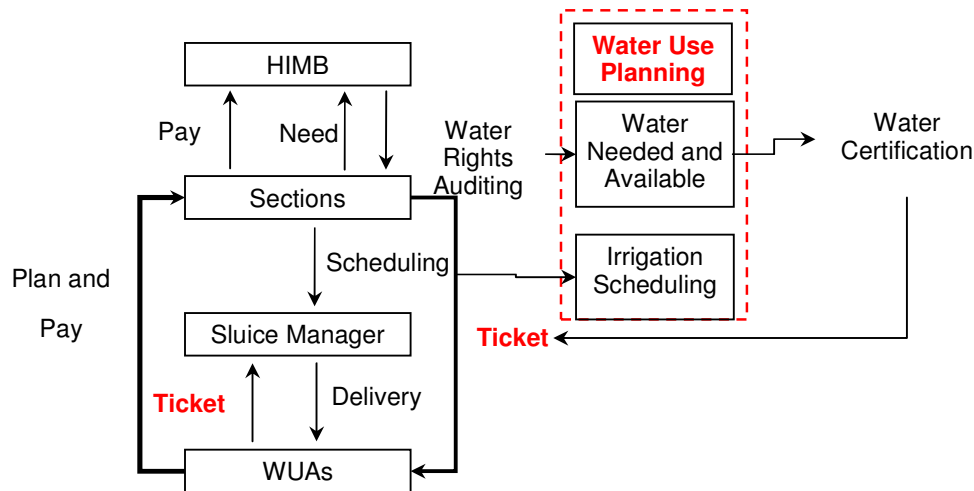 HIMB
Pay
Need
Sections
Scheduling
Plan and
Pay
Sluice Manager
Ticket
Delivery
WUAs
Water
Rights
Auditing
Water Use
Planning
Water
Needed and
Available
Irrigation
Scheduling
Water
Certification
Ticket